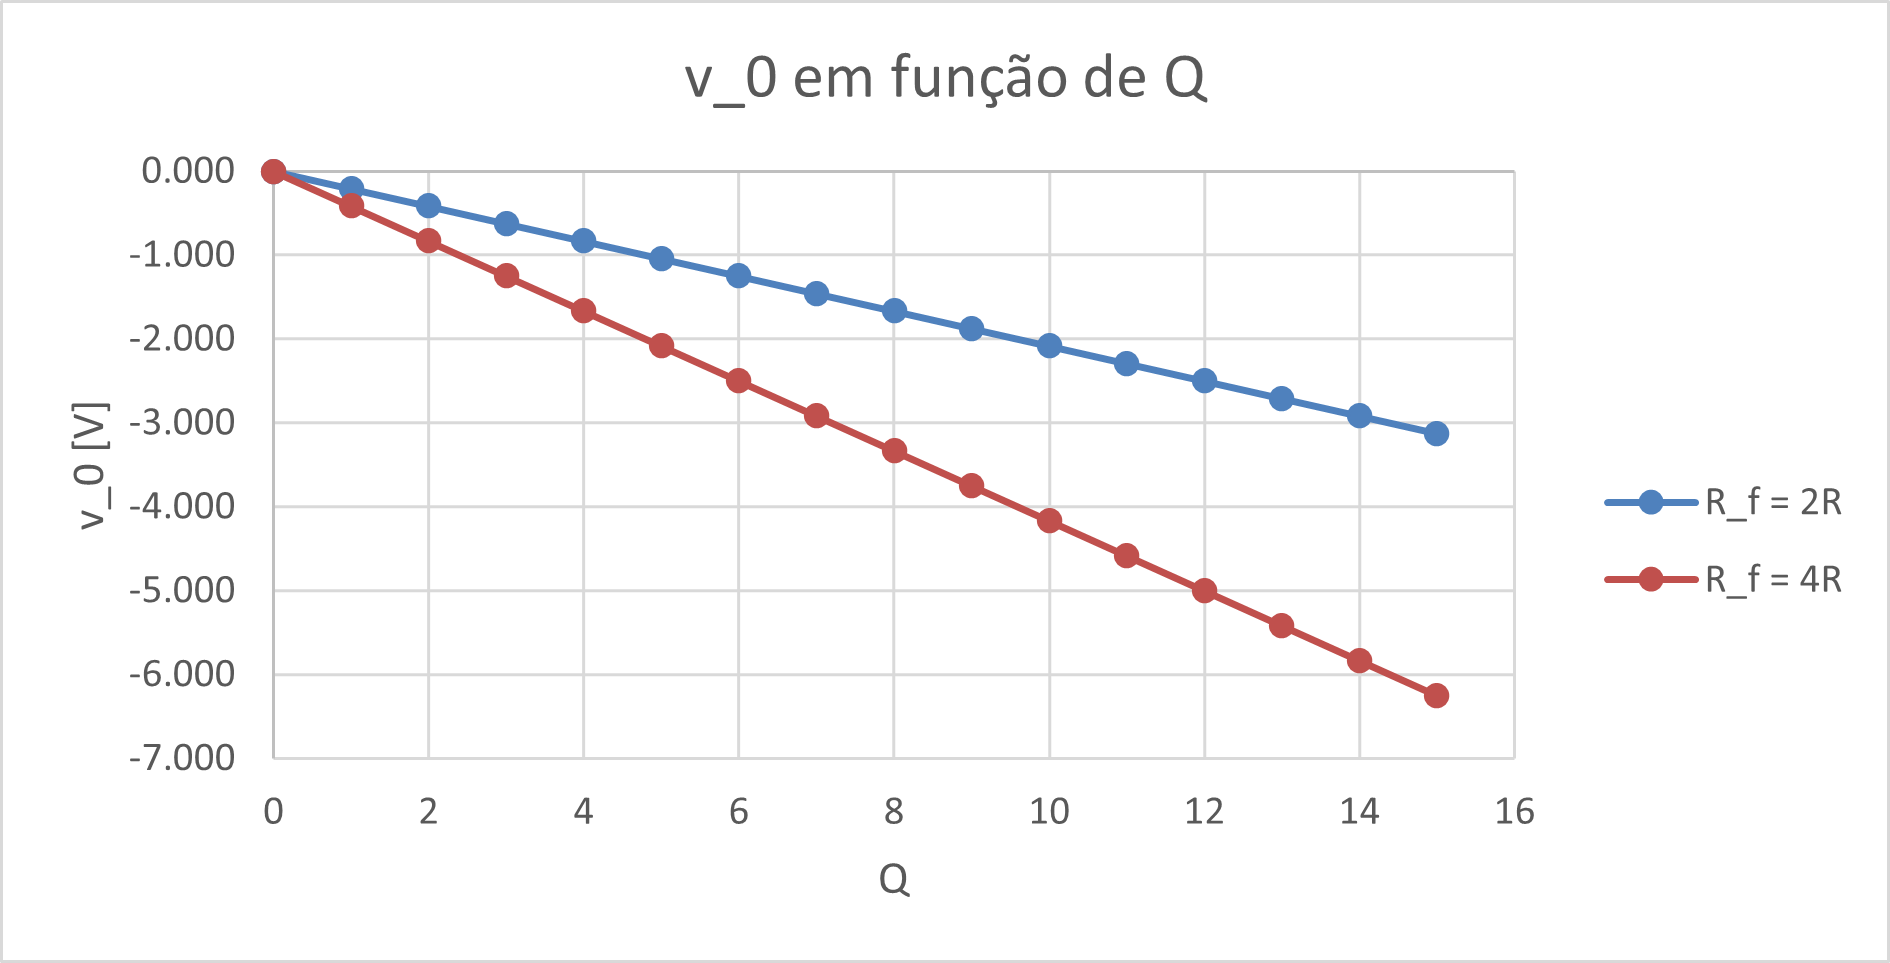 v_0 em função de Q
0.000
-1.000
-2.000
-3.000
-4.000
-5.000
-6.000
-7.000
v_0 [V]
0 2 4 6 8 10 12 14 16
Q
R_f = 2R
R_f = 4R